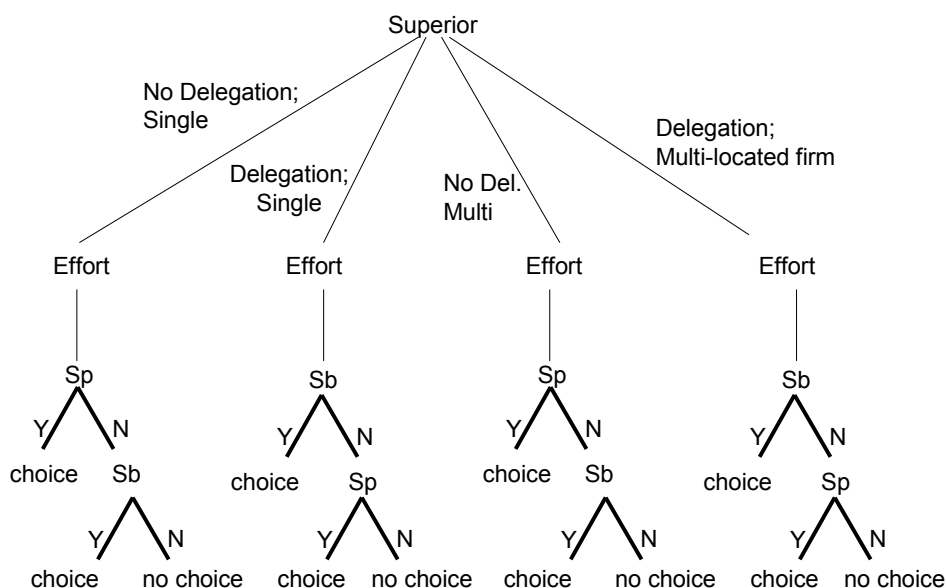 Superior
No Delegation;
Single
Delegation;
Single
No Del.
Multi
Delegation;
Multi-located firm
Effort Effort Effort Effort
Sp Sb Sp Sb
Y N Y N Y N Y N
choice Sb choice Sp choice Sb choice Sp
Y N Y N Y N Y N
choice no choice choice no choice choice no choice choice no choice